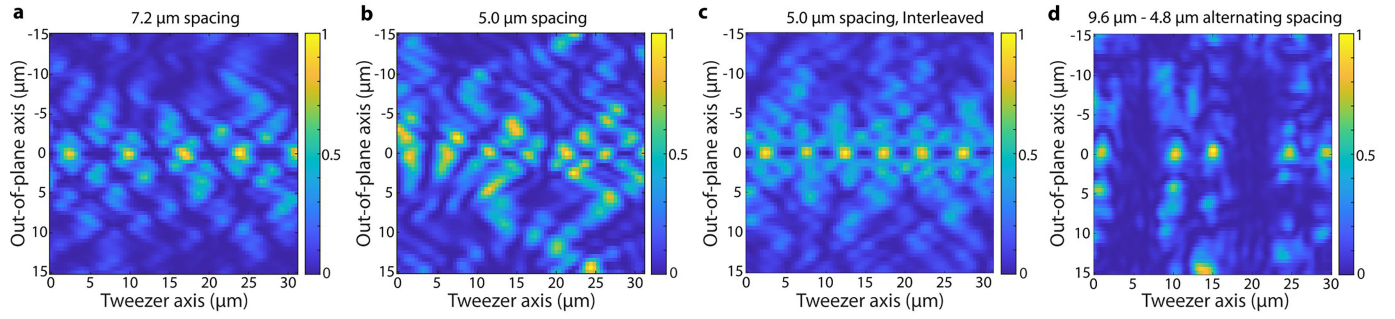 a
7.2 µm spacing
Out-of-plane axis (µm)
-15
-10
-5
0
5
10
15
0 5 10 15 20 25 30
Tweezer axis (µm)
1
0.5
0
b
5.0 µm spacing
Out-of-plane axis (µm)
-15
-10
-5
0
5
10
15
0 5 10 15 20 25 30
Tweezer axis (µm)
1
0.5
0
c
5.0 µm spacing, Interleaved
Out-of-plane axis (µm)
-15
-10
-5
0
5
10
15
0 5 10 15 20 25 30
Tweezer axis (µm)
1
0.5
0
d
9.6 µm - 4.8 µm alternating spacing
Out-of-plane axis (µm)
-15
-10
-5
0
5
10
15
0 5 10 15 20 25 30
Tweezer axis (µm)
1
0.5
0